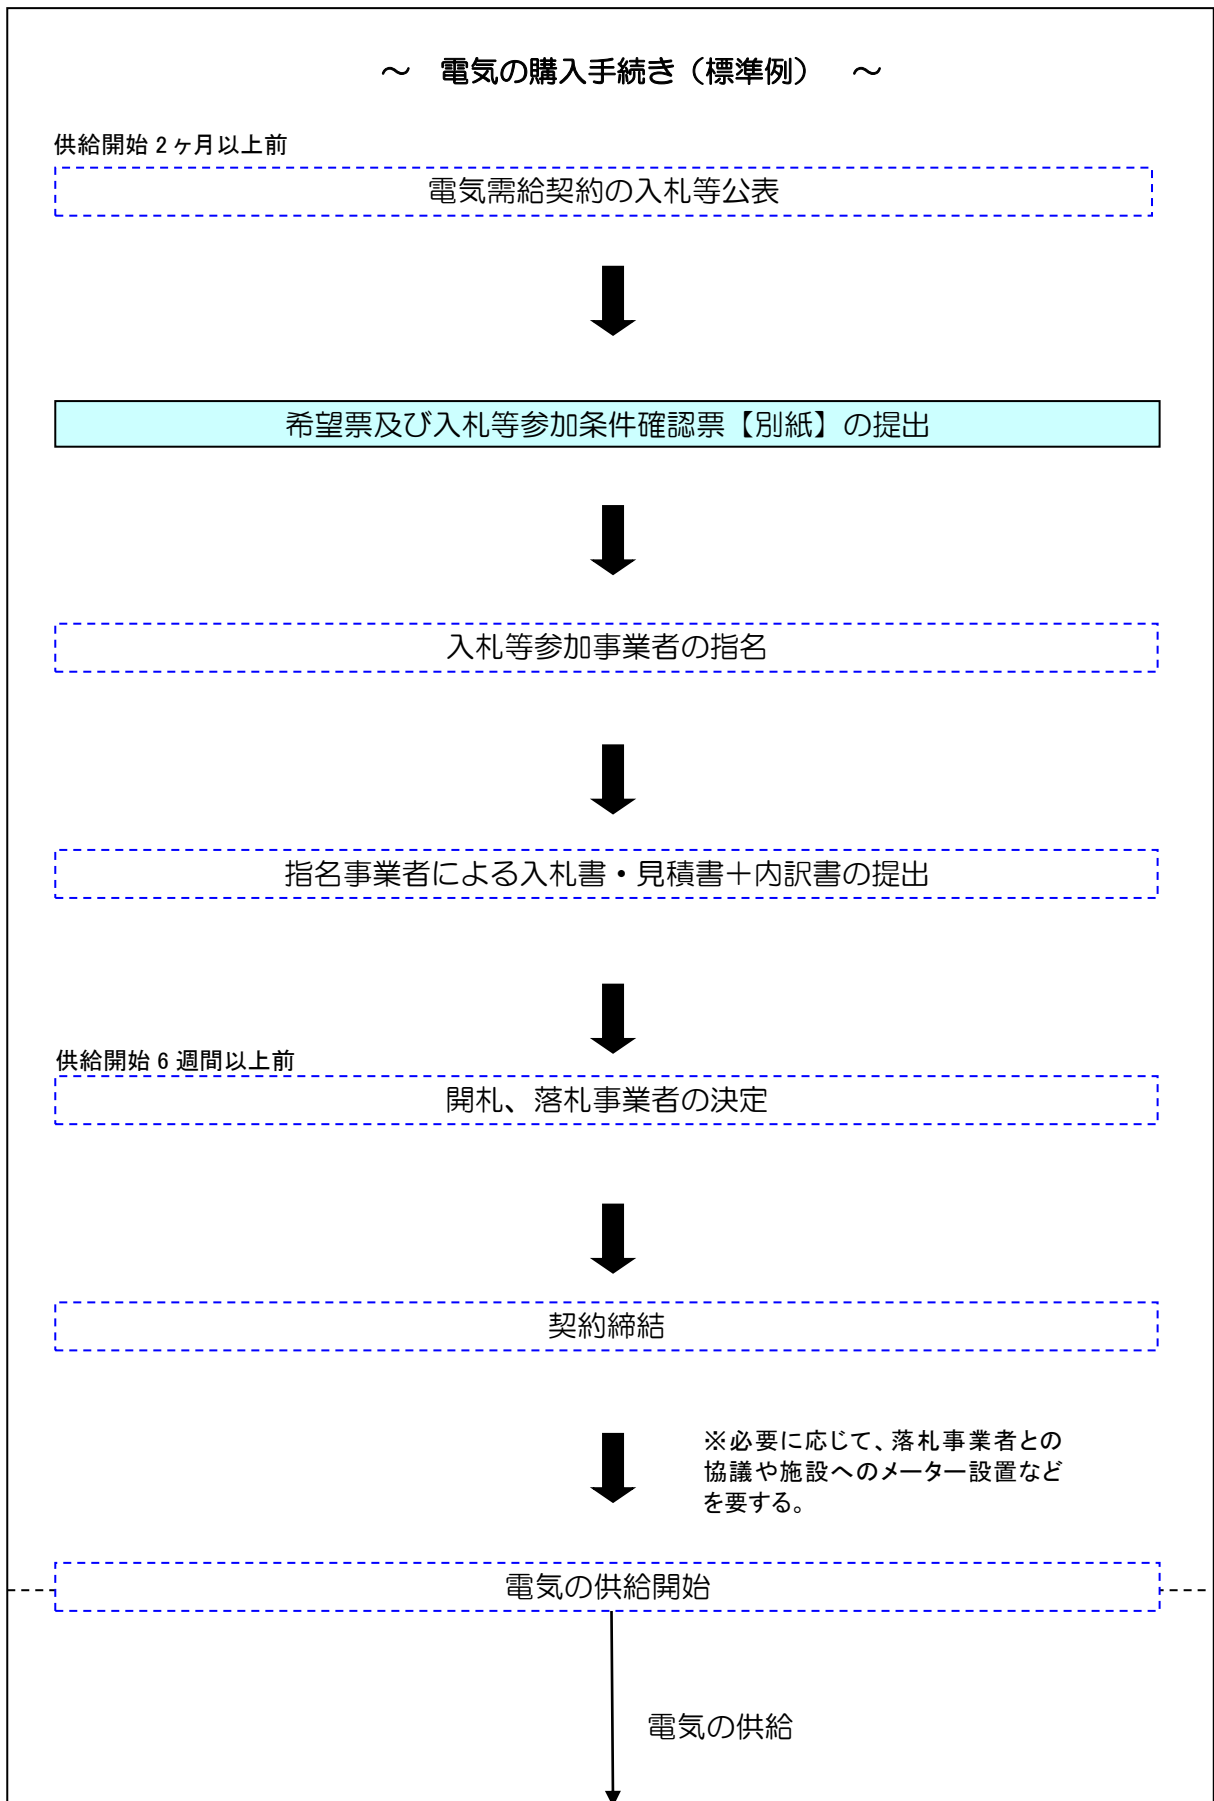 ～　電気の購入手続き（標準例）　～
供給開始２ヶ月以上前
電気需給契約の入札等公表
希望票及び入札等参加条件確認票【別紙】の提出
入札等参加事業者の指名
指名事業者による入札書・見積書＋内訳書の提出
供給開始６週間以上前
開札、落札事業者の決定
契約締結
※必要に応じて、落札事業者との
協議や施設へのメーター設置など
を要する。
電気の供給開始
電気の供給